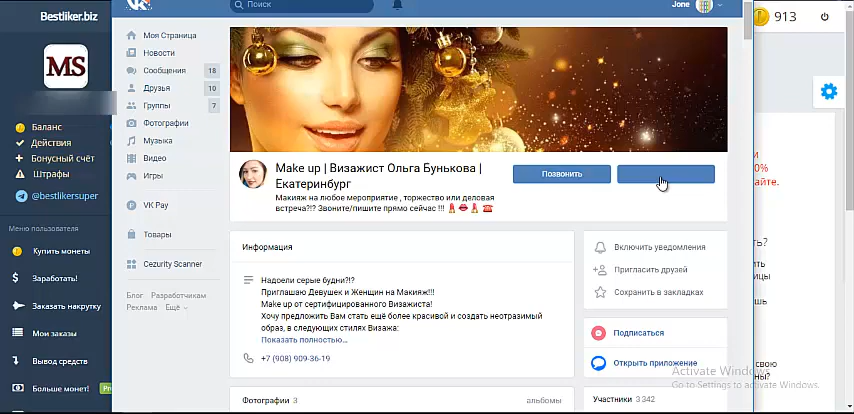 Bestliker.biz
MS
Баланс
Действия
Бонусный счёт
Штрафы
@bestlikersuper
Меню пользователя
Купить монеты
Заработать!
Заказать накрутку
Мои заказы
Вывод средств
Больше монет!
Поиск
Jone
913
Моя Страница
Новости
Сообщения 18
Друзья 10
Группы 7
Фотографии
Музыка
Видео
Игры
VK Pay
Товары
Cezurity Scanner
Блог Разработчикам
Реклама Ещё
Make up | Визажист Ольга Бунькова |
Екатеринбург
Макияж на любое мероприятие , торжество или деловая
встреча?!? Звоните/пишите прямо сейчас !!!
Позвонить
Информация
Надоели серые будни?!?
Приглашаю Девушек и Женщин на Макияж!!!
Make up от сертифицированного Визажиста!
Хочу предложить Вам стать ещё более красивой и создать неотразимый
образ, в следующих стилях Визажа:
Показать полностью...
+7 (908) 909-36-19
Фотографии 3
альбомы
Включить уведомления
Пригласить друзей
Сохранить в закладках
Подписаться
Открыть приложение
Участники 3 342
Activate Windows
Go to Settings to activate Windows.